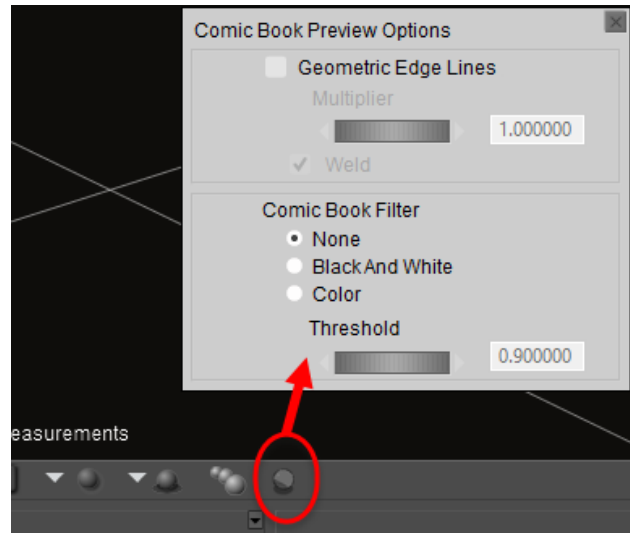 Comic Book Preview Options
Geometric Edge Lines
Multiplier
1.000000
Weld
Comic Book Filter
None
Black And White
Color
Threshold
0.900000
easurements